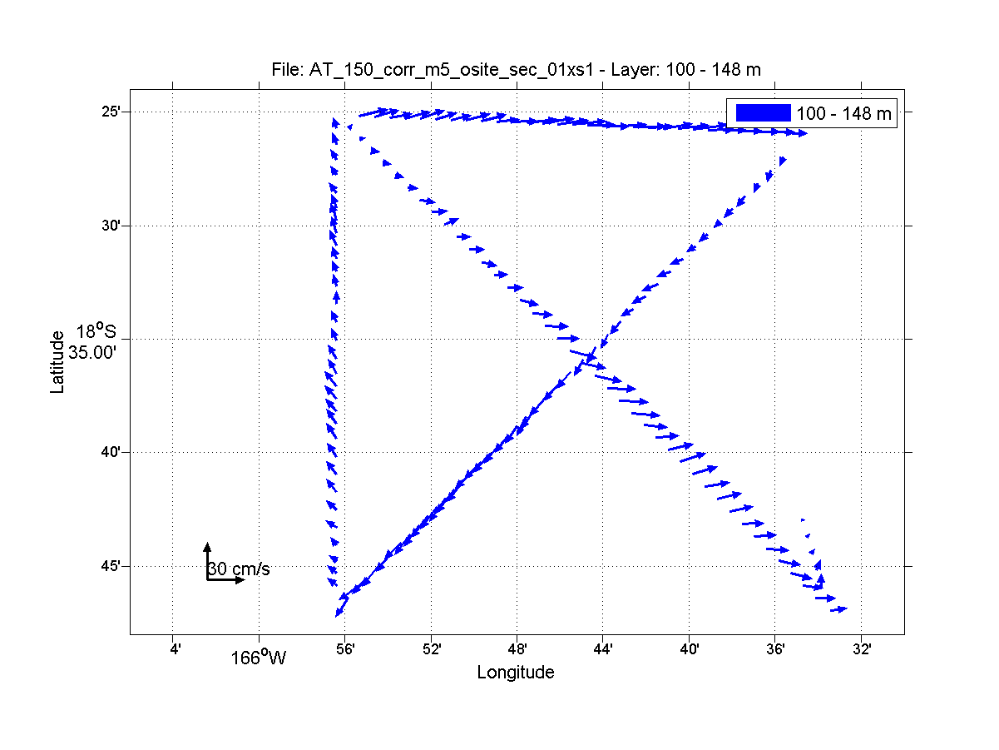 File: AT_150_corr_m5_osite_sec_01xs1 - Layer: 100 - 148 m
100 - 148 m
25'
30'
18°S
35.00'
40'
45'
Latitude
30 cm/s
4'
166°W
56'
52'
48'
44'
40'
36'
32'
Longitude